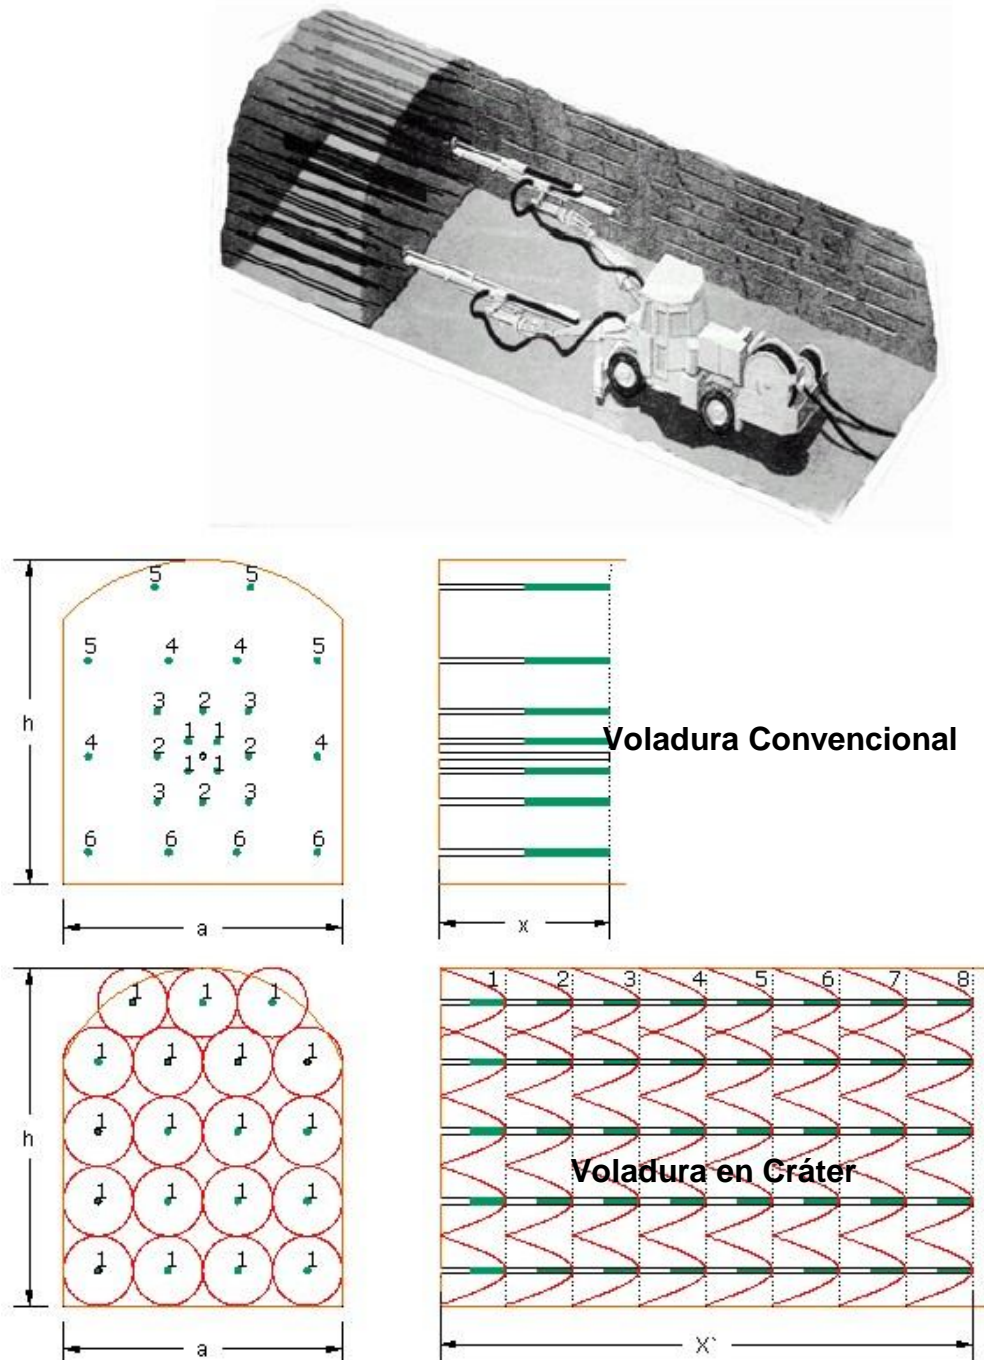 5 5
5 4 4 5
3 2 3
1 1
h
Voladura Convencional
4 2 2 4
1 1
3 2 3
6 6 6 6
a
x
1 1 1
1 2 3 4 5 6 7 8
1 1 1 1
1 1 1 1
h
Voladura en Cráter
1 1 1 1
1 1 1 1
a
X`